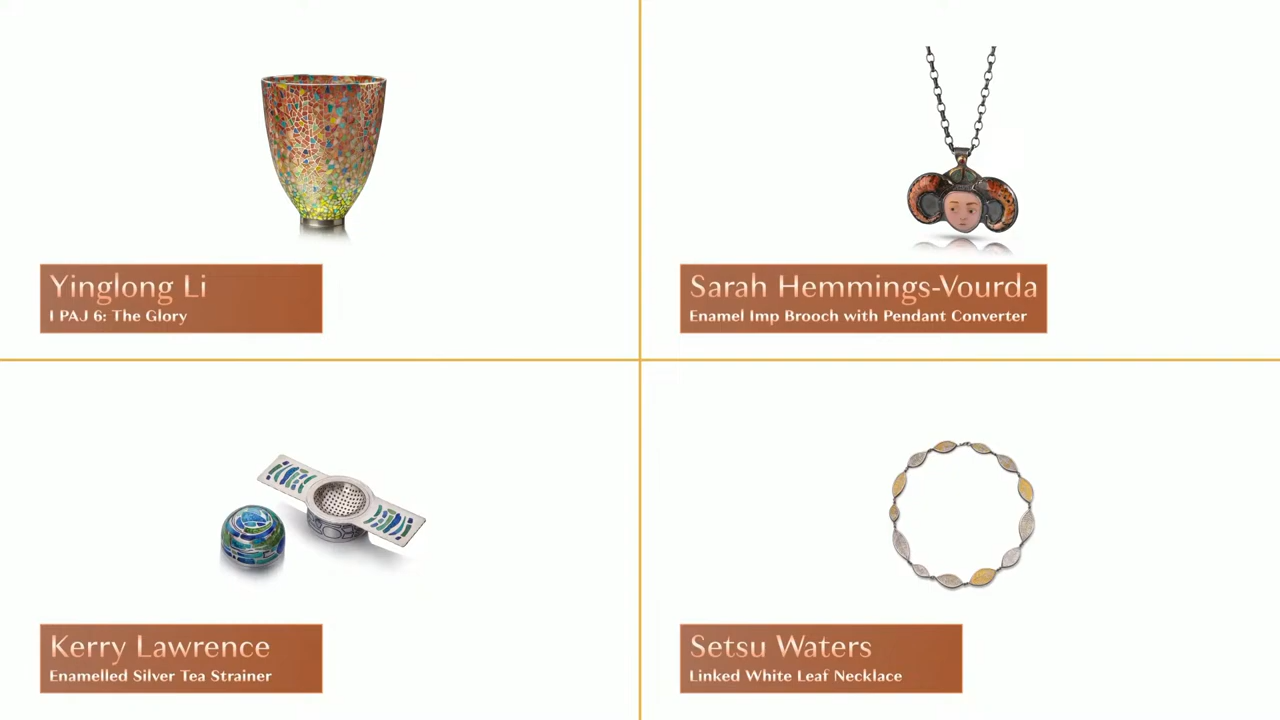 Yinglong Li
I PAJ 6: The Glory
Sarah Hemmings-Vourda
Enamel Imp Brooch with Pendant Converter
Kerry Lawrence
Enamelled Silver Tea Strainer
Setsu Waters
Linked White Leaf Necklace